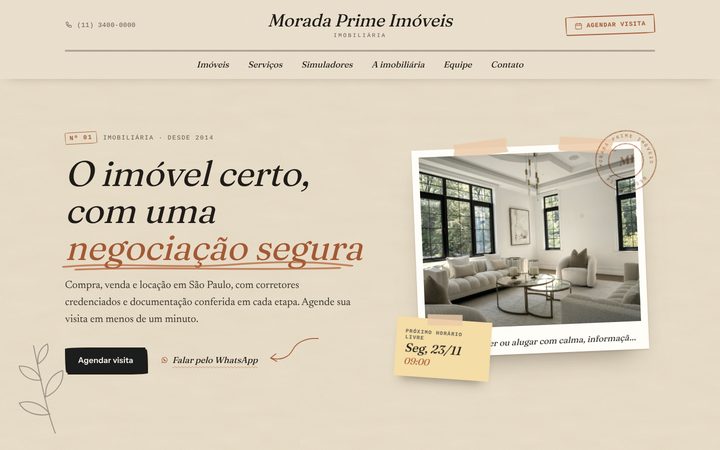 (11) 3400-0000
Morada Prime Imóveis
IMOBILIÁRIA
AGENDAR VISITA
Imóveis
Serviços
Simuladores
A imobiliária
Equipe
Contato
Nº 01
IMOBILIÁRIA · DESDE 2014
O imóvel certo,
com uma
negociação segura
Compra, venda e locação em São Paulo, com corretores
credenciados e documentação conferida em cada etapa. Agende sua
visita em menos de um minuto.
Agendar visita
Falar pelo WhatsApp
PRÓXIMO HORÁRIO
LIVRE
Seg, 23/11
09:00
ou alugar com calma, informaçã...